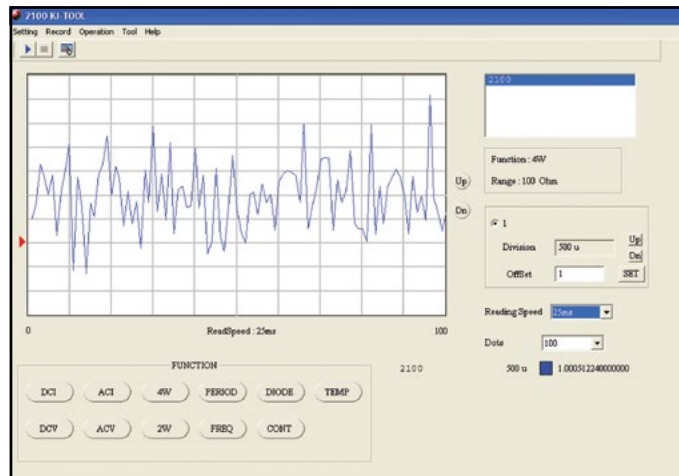 2100 KI-TOOL
Setting Record Operation Tool Help
2100
Function : 4W
Range : 100 Ohm
Up
Dn
1
Division 500 u Up
Dn
OffSet 1 SET
Reading Speed 25ms
0 ReadSpeed : 25ms 100
Dots 100
FUNCTION
2100 500 u 1.000512240000000
DCI ACI 4W PERIOD DIODE TEMP
DCV ACV 2W FREQ CONT